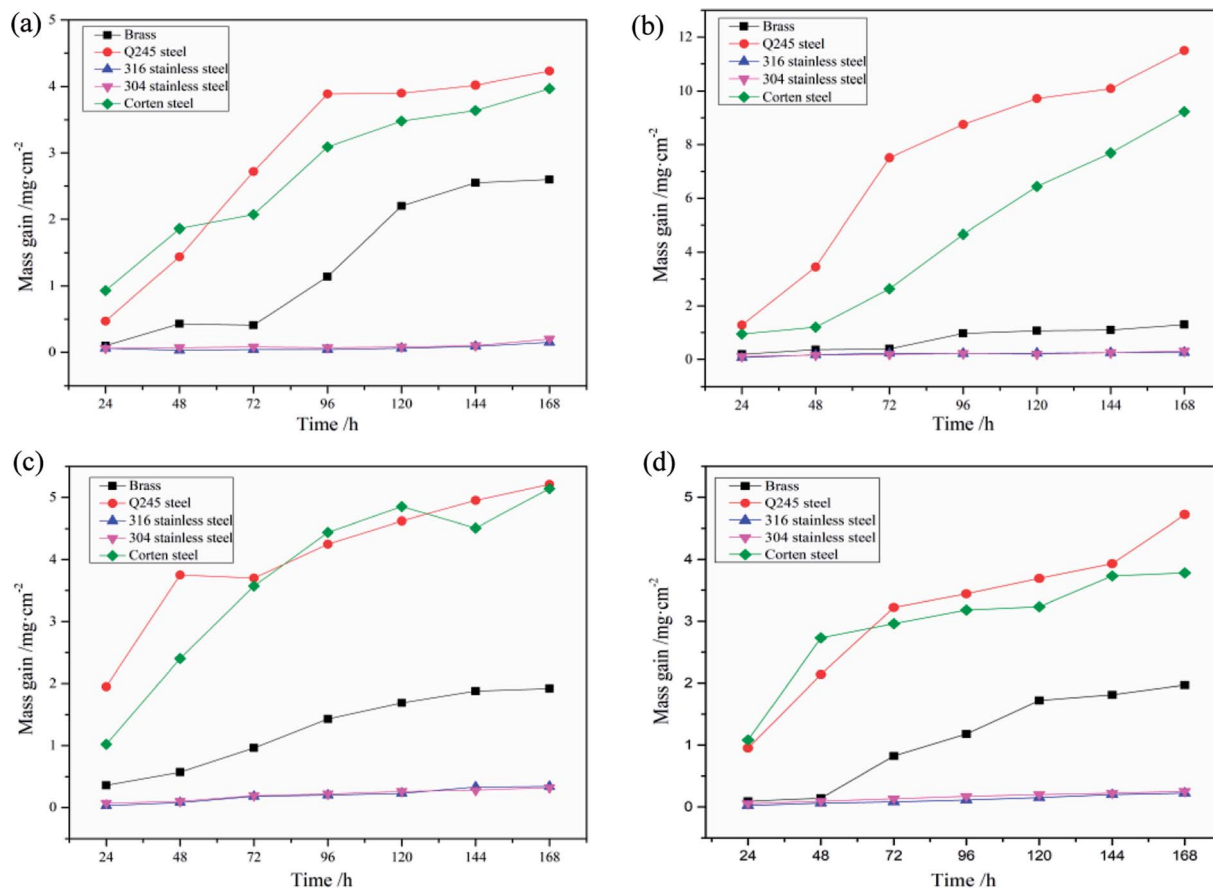 (a)
Brass
Q245 steel
316 stainless steel
304 stainless steel
Corten steel
5
4
3
2
1
0
Mass gain /mg·cm⁻²
24 48 72 96 120 144 168
Time /h
(b)
Brass
Q245 steel
316 stainless steel
304 stainless steel
Corten steel
12
10
8
6
4
2
0
Mass gain /mg·cm⁻²
24 48 72 96 120 144 168
Time /h
(c)
Brass
Q245 steel
316 stainless steel
304 stainless steel
Corten steel
5
4
3
2
1
0
Mass gain /mg·cm⁻²
24 48 72 96 120 144 168
Time /h
(d)
Brass
Q245 steel
316 stainless steel
304 stainless steel
Corten steel
5
4
3
2
1
0
Mass gain /mg·cm⁻²
24 48 72 96 120 144 168
Time /h